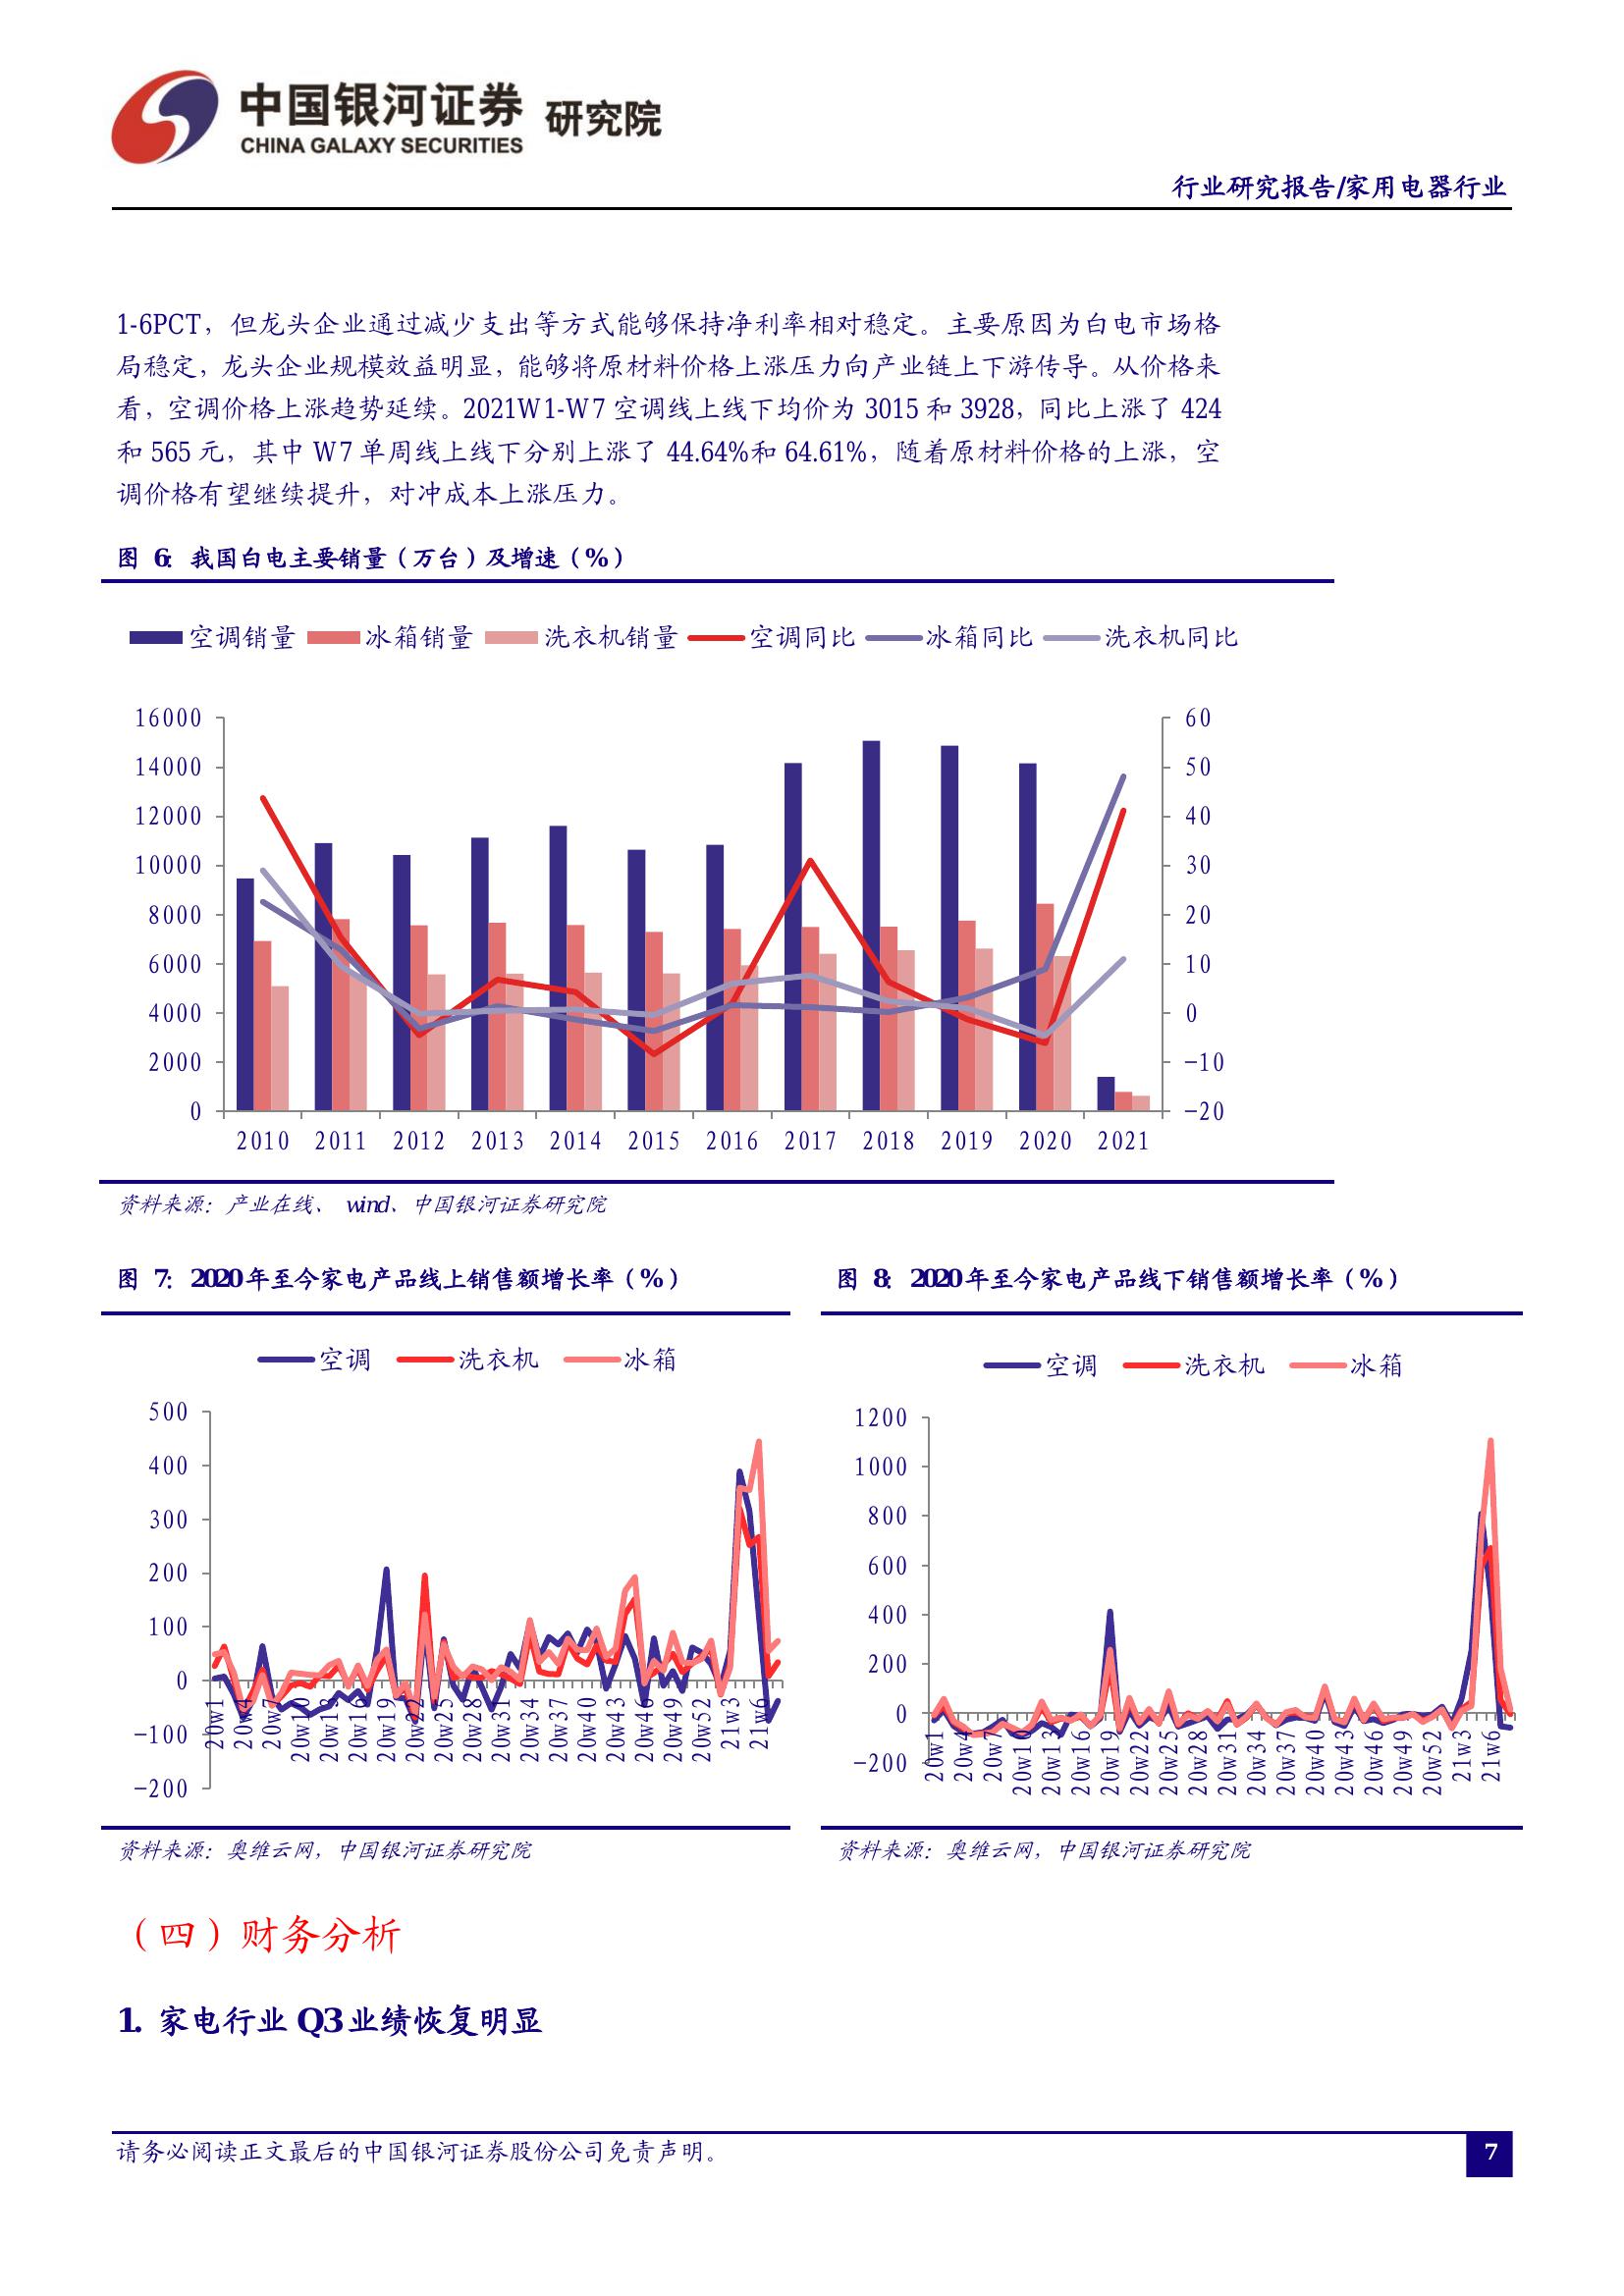 中国银河证券 研究院
CHINA GALAXY SECURITIES
行业研究报告/家用电器行业
1-6PCT，但龙头企业通过减少支出等方式能够保持净利率相对稳定。主要原因为白电市场格
局稳定，龙头企业规模效益明显，能够将原材料价格上涨压力向产业链上下游传导。从价格来
看，空调价格上涨趋势延续。2021W1-W7 空调线上线下均价为 3015 和 3928，同比上涨了 424
和 565 元，其中 W7 单周线上线下分别上涨了 44.64%和 64.61%，随着原材料价格的上涨，空
调价格有望继续提升，对冲成本上涨压力。
图 6：我国白电主要销量（万台）及增速（%）
空调销量 冰箱销量 洗衣机销量 空调同比 冰箱同比 洗衣机同比
16000 60
14000 50
12000 40
10000 30
8000 20
6000 10
4000 0
2000 -10
0 -20
2010 2011 2012 2013 2014 2015 2016 2017 2018 2019 2020 2021
资料来源：产业在线、wind、中国银河证券研究院
图 7：2020年至今家电产品线上销售额增长率（%）
空调 洗衣机 冰箱
500
400
300
200
100
0
-100
-200
20w1 20w4 20w7 20w10 20w13 20w16 20w19 20w22 20w25 20w28 20w31 20w34 20w37 20w40 20w43 20w46 20w49 20w52 21w3 21w6
资料来源：奥维云网，中国银河证券研究院
图 8：2020年至今家电产品线下销售额增长率（%）
空调 洗衣机 冰箱
1200
1000
800
600
400
200
0
-200
20w1 20w4 20w7 20w10 20w13 20w16 20w19 20w22 20w25 20w28 20w31 20w34 20w37 20w40 20w43 20w46 20w49 20w52 21w3 21w6
资料来源：奥维云网，中国银河证券研究院
（四）财务分析
1. 家电行业 Q3 业绩恢复明显
请务必阅读正文最后的中国银河证券股份公司免责声明。
7